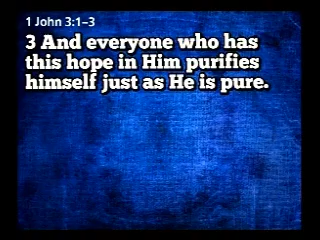 1 John 3:1–3
3 And everyone who has
this hope in Him purifies
himself just as He is pure.